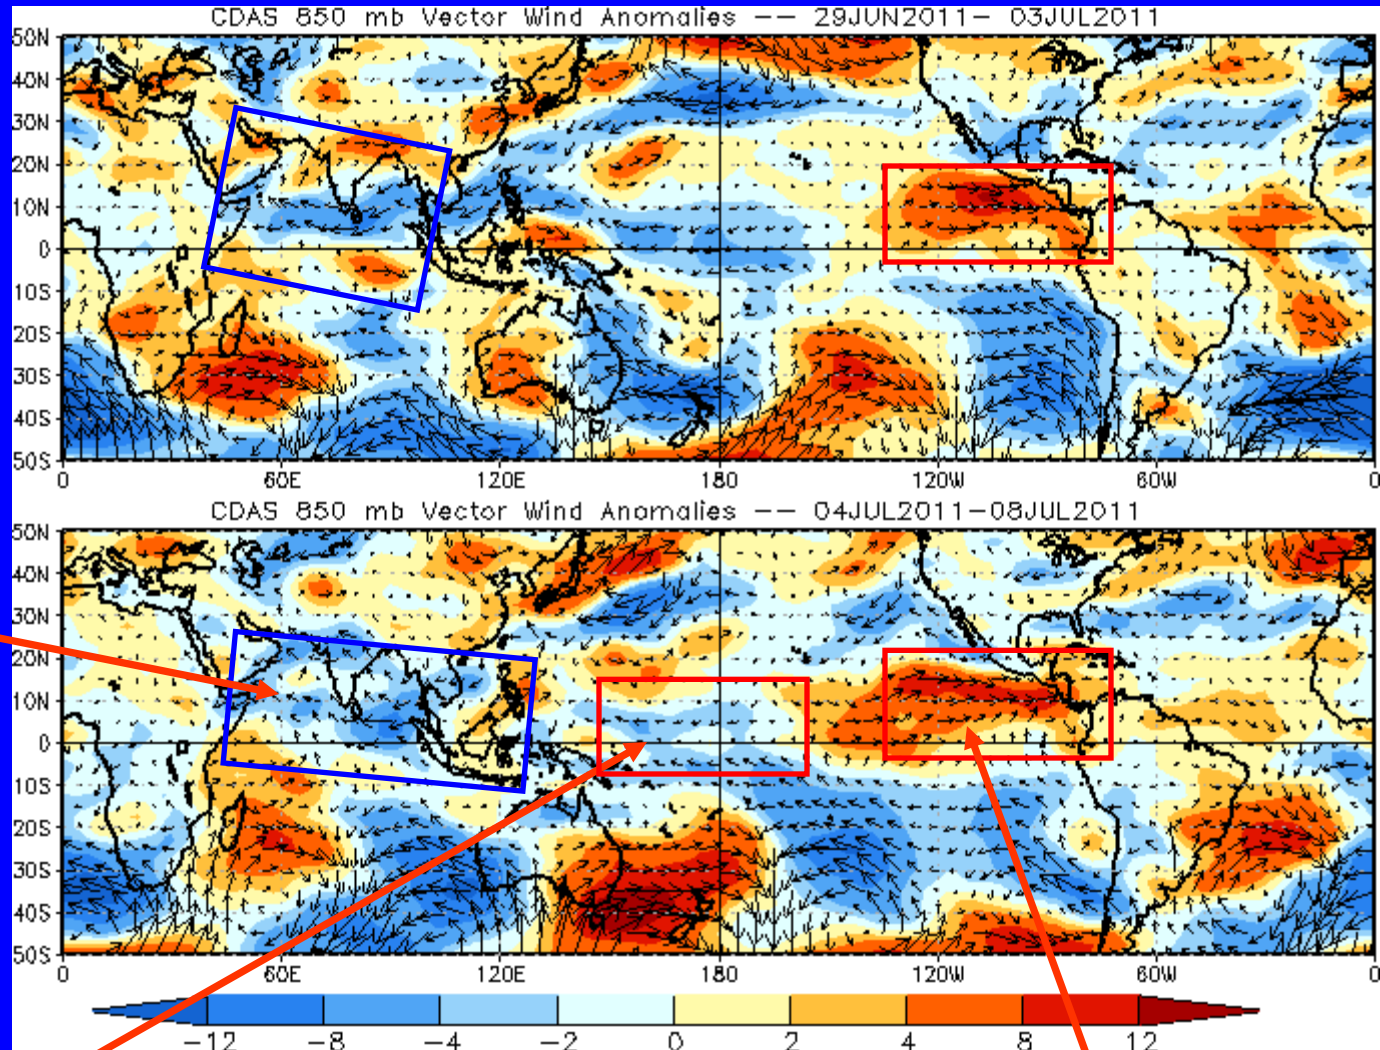 CDAS 850 mb Vector Wind Anomalies -- 29JUN2011- 03JUL2011
50N
40N
30N
20N
10N
0
10S
20S
30S
40S
50S
0 60E 120E 180 120W 60W 0
CDAS 850 mb Vector Wind Anomalies -- 04JUL2011-08JUL2011
50N
40N
30N
20N
10N
0
10S
20S
30S
40S
50S
0 60E 120E 180 120W 60W 0
-12 -8 -4 -2 0 2 4 8 12